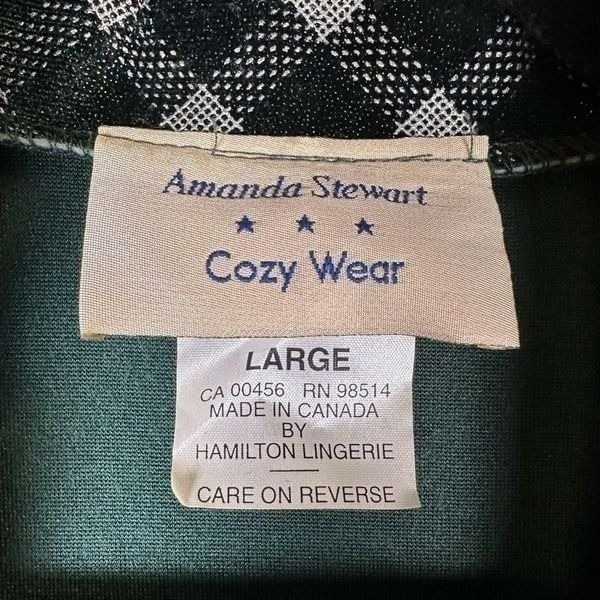 Amanda Stewart
★ ★ ★
Cozy Wear
LARGE
CA 00456 RN 98514
MADE IN CANADA
BY
HAMILTON LINGERIE
CARE ON REVERSE